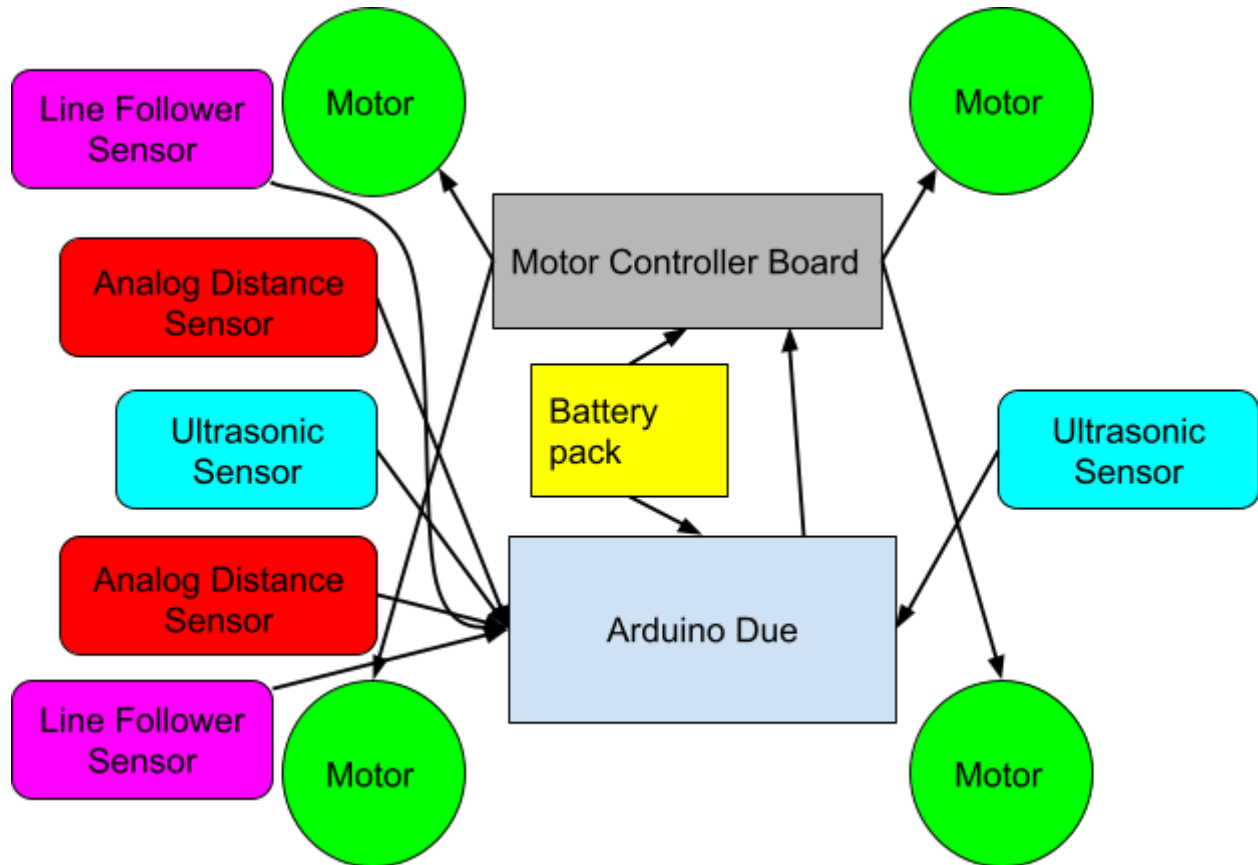 Line Follower
Sensor
Motor
Motor
Analog Distance
Sensor
Motor Controller Board
Ultrasonic
Sensor
Battery
pack
Ultrasonic
Sensor
Analog Distance
Sensor
Arduino Due
Line Follower
Sensor
Motor
Motor